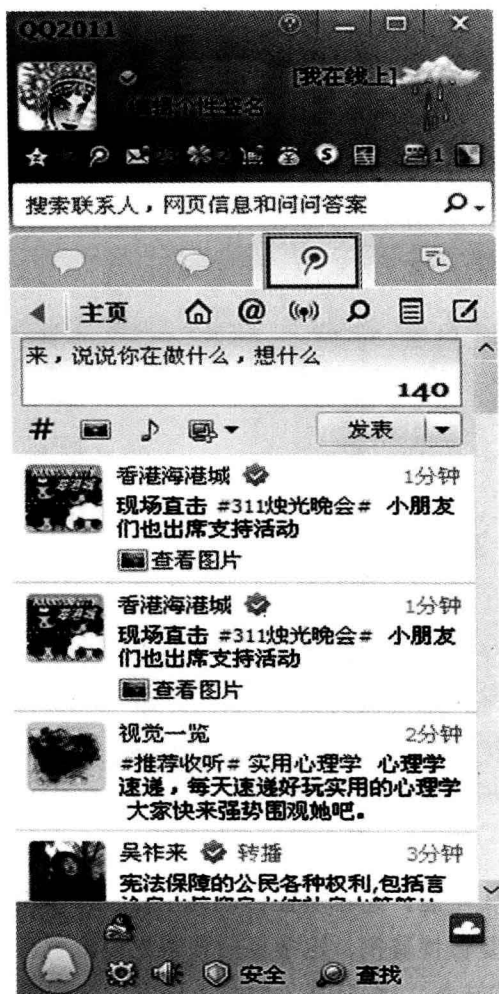 QQ2011
[我在线上]
1
搜索联系人，网页信息和问问答案
主页
来，说说你在做什么，想什么
140
发表
香港海港城 1分钟
现场直击 #311烛光晚会# 小朋友
们也出席支持活动
查看图片
香港海港城 1分钟
现场直击 #311烛光晚会# 小朋友
们也出席支持活动
查看图片
视觉一览 2分钟
#推荐收听# 实用心理学 心理学
速递，每天速递好玩实用的心理学
大家快来强势围观她吧。
吴祚来 转播 3分钟
宪法保障的公民各种权利,包括言
安全 查找